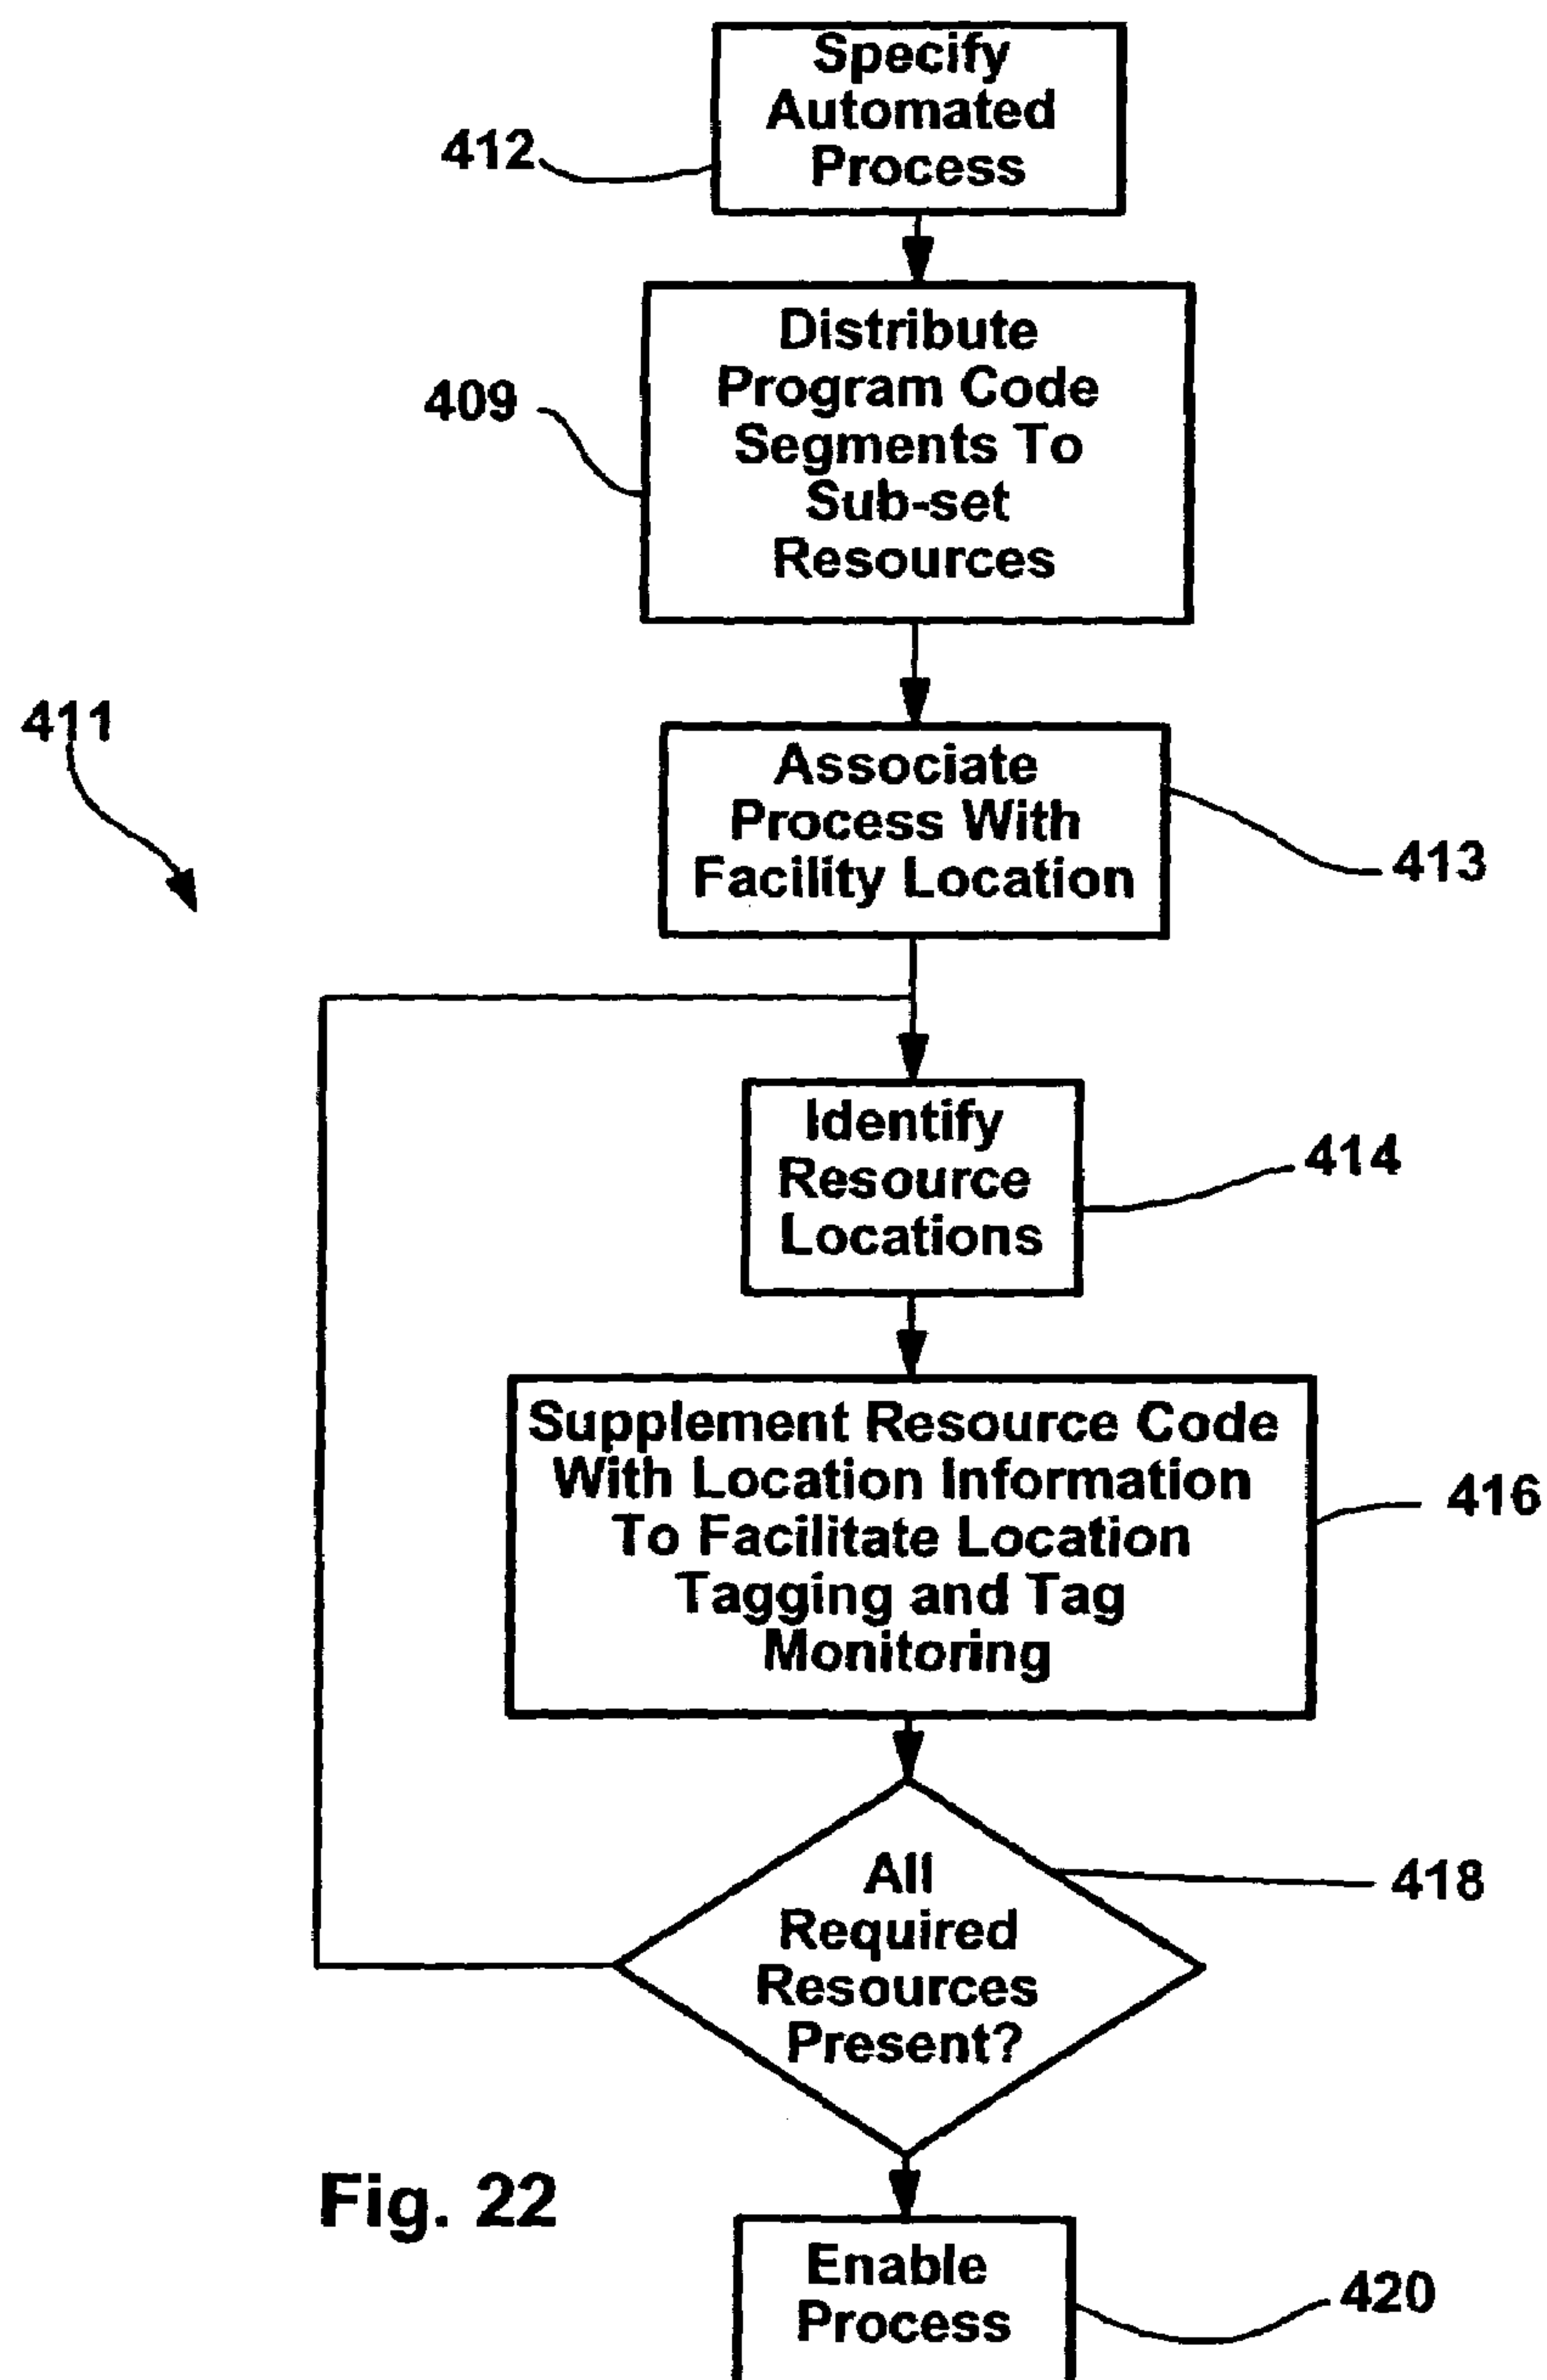 Specify
Automated
Process
412
Distribute
Program Code
Segments To
Sub-set
Resources
409
411
Associate
Process With
Facility Location
413
Identify
Resource
Locations
414
Supplement Resource Code
With Location Information
To Facilitate Location
Tagging and Tag
Monitoring
416
All
Required
Resources
Present?
418
Fig. 22
Enable
Process
420